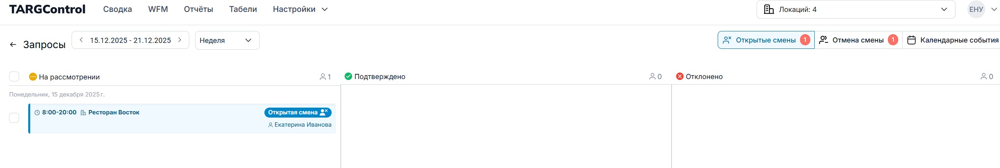 TARGControl Сводка WFM Отчёты Табели Настройки Локаций: 4 ЕНУ
Запросы 15.12.2025 - 21.12.2025 Неделя Открытые смены 1 Отмена смены 1 Календарные события
На рассмотрении 1 Подтверждено 0 Отклонено 0
Понедельник, 15 декабря 2025 г.
8:00-20:00 Ресторан Восток Открытая смена
Екатерина Иванова